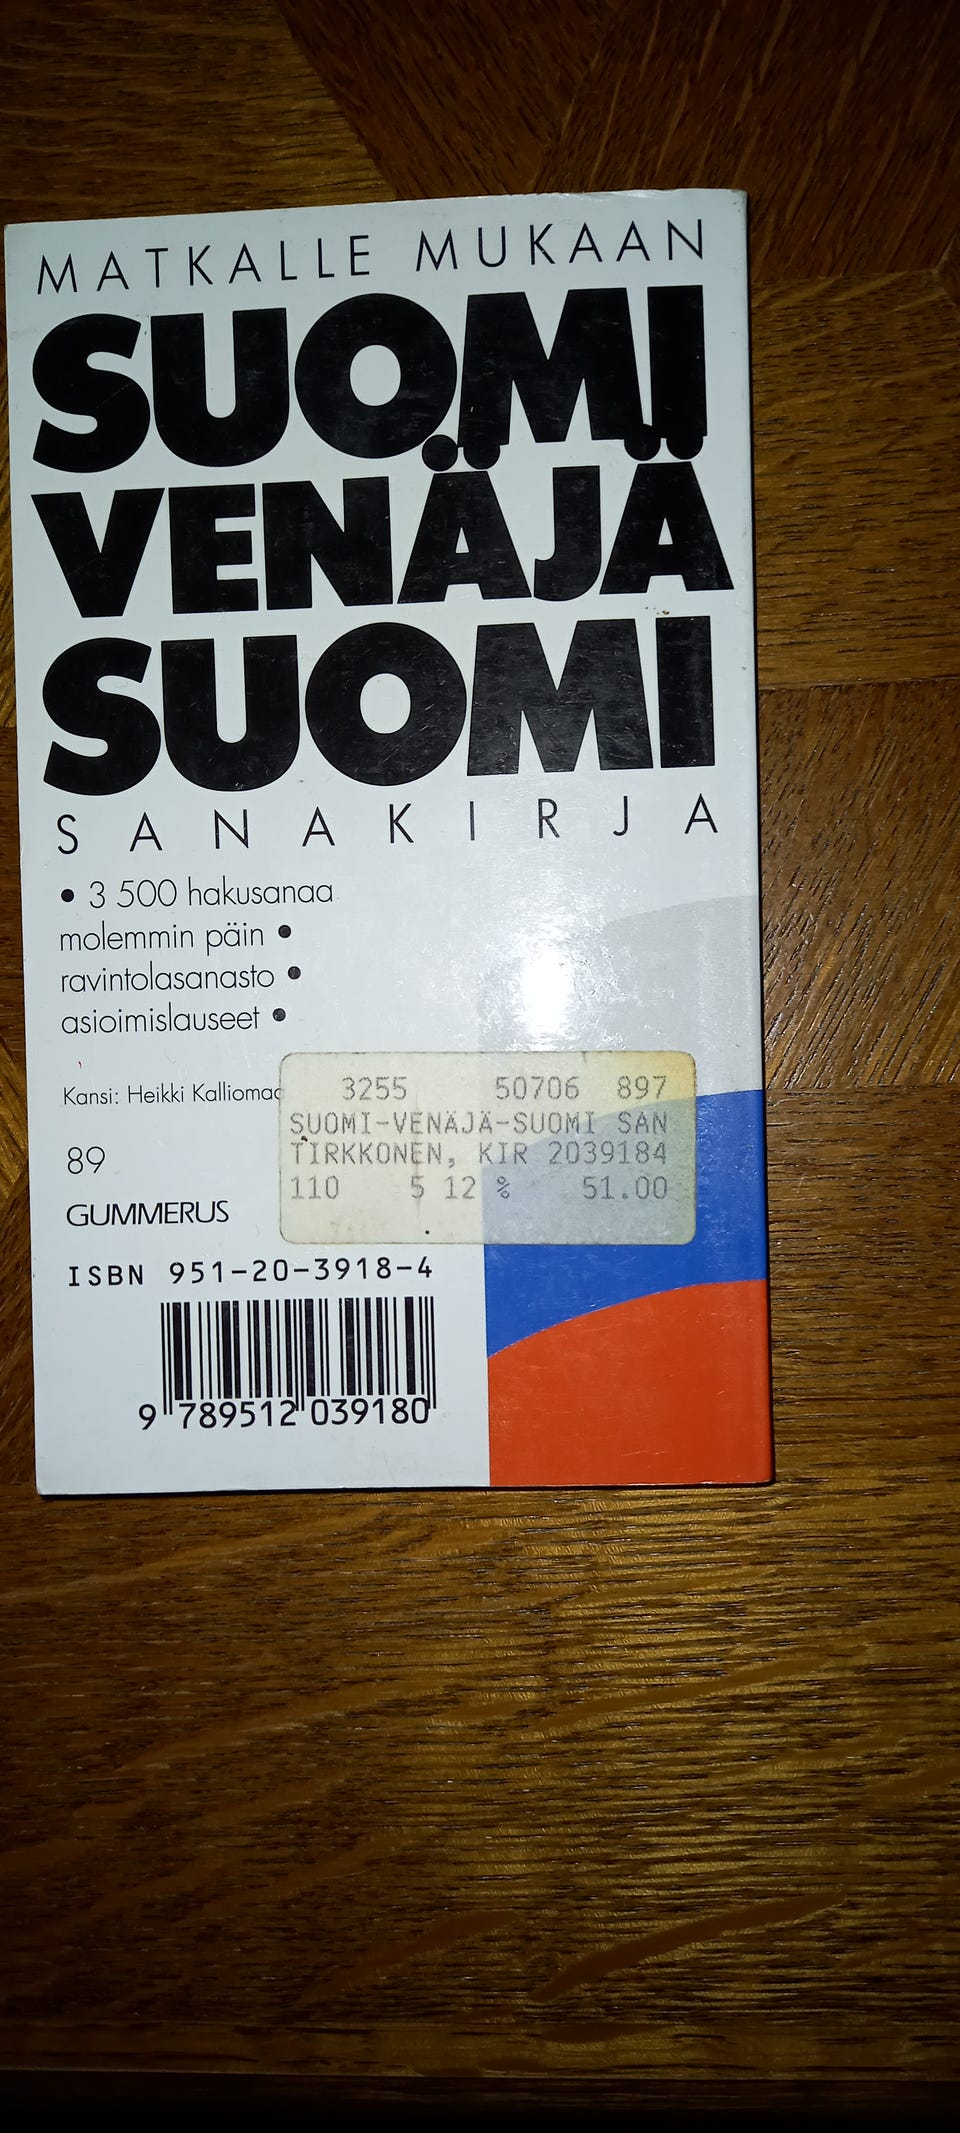 MATKALLE MUKAAN
SUOMI
VENÄJÄ
SUOMI
SANAKIRJA
• 3 500 hakusanaa
molemmin päin •
ravintolasanasto •
asioimislauseet •
Kansi: Heikki Kalliomaa
3255 50706 897
SUOMI-VENÄJÄ-SUOMI SAN
TIRKKONEN, KIR 2039184
110 5 12 % 51.00
89
GUMMERUS
ISBN 951-20-3918-4
9 789512 039180